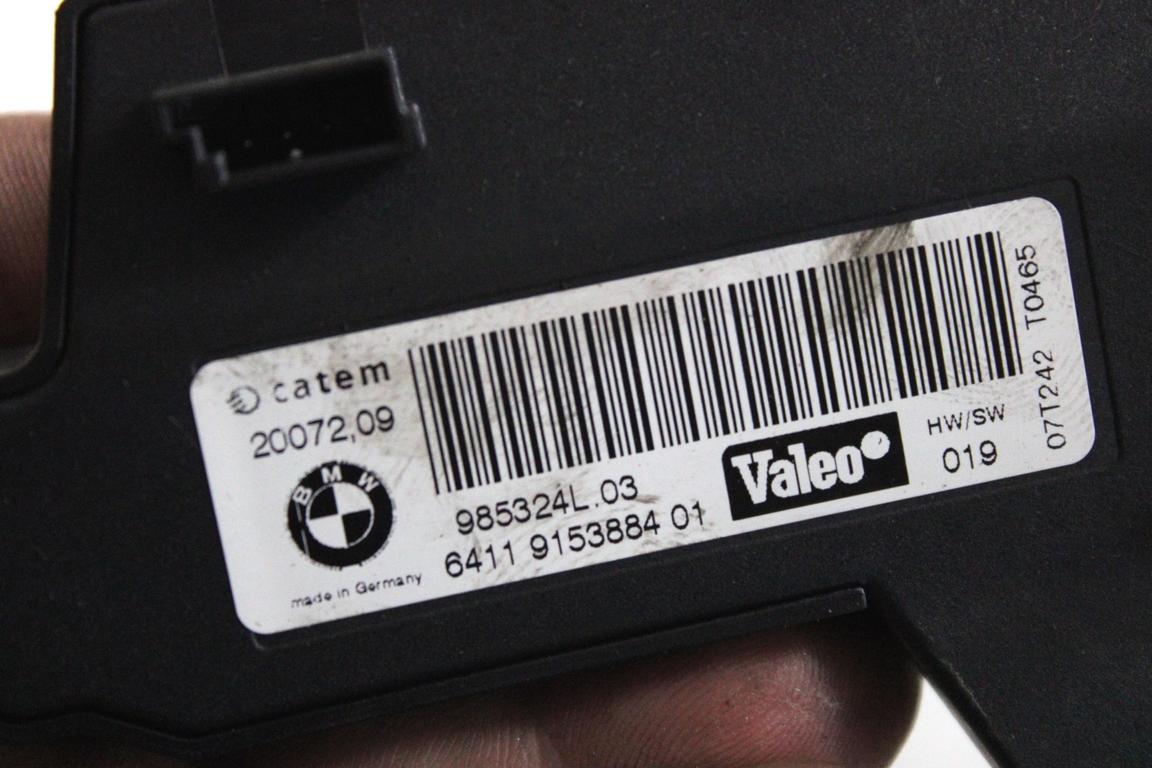 catem
20072,09
BMW
made in Germany
985324L.03
6411 9153884 01
Valeo
HW/SW
019
07T242 T0465